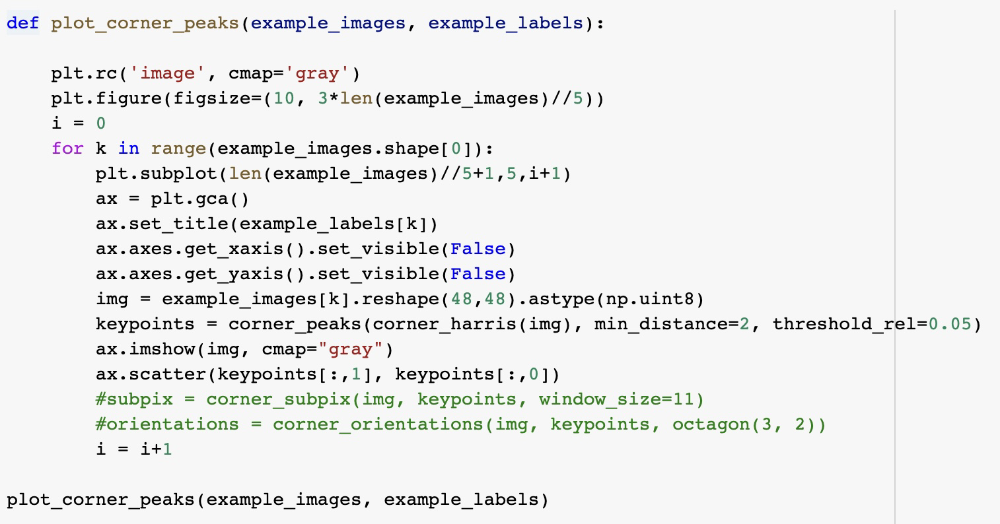 def plot_corner_peaks(example_images, example_labels):
    plt.rc('image', cmap='gray')
    plt.figure(figsize=(10, 3*len(example_images)//5))
    i = 0
    for k in range(example_images.shape[0]):
        plt.subplot(len(example_images)//5+1,5,i+1)
        ax = plt.gca()
        ax.set_title(example_labels[k])
        ax.axes.get_xaxis().set_visible(False)
        ax.axes.get_yaxis().set_visible(False)
        img = example_images[k].reshape(48,48).astype(np.uint8)
        keypoints = corner_peaks(corner_harris(img), min_distance=2, threshold_rel=0.05)
        ax.imshow(img, cmap="gray")
        ax.scatter(keypoints[:,1], keypoints[:,0])
        #subpix = corner_subpix(img, keypoints, window_size=11)
        #orientations = corner_orientations(img, keypoints, octagon(3, 2))
        i = i+1
plot_corner_peaks(example_images, example_labels)